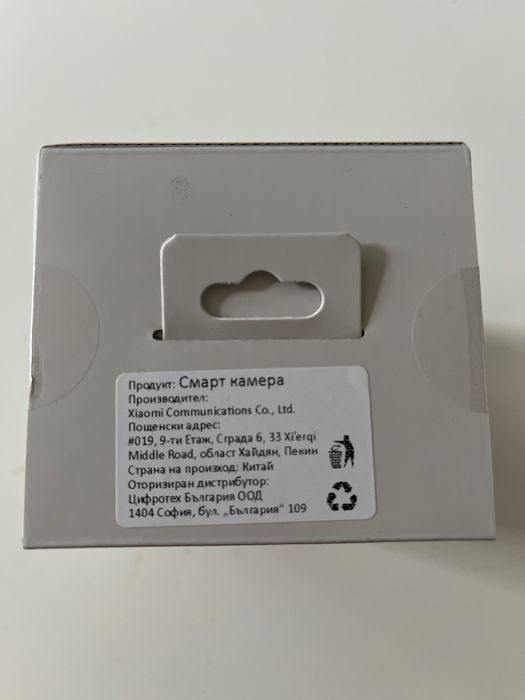 Продукт: Смарт камера
Производител:
Xiaomi Communications Co., Ltd.
Пощенски адрес:
#019, 9-ти Етаж, Сграда 6, 33 Xi'erqi
Middle Road, област Хайдян, Пекин
Страна на произход: Китай
Оторизиран дистрибутор:
Цифротех България ООД
1404 София, бул. „България“ 109